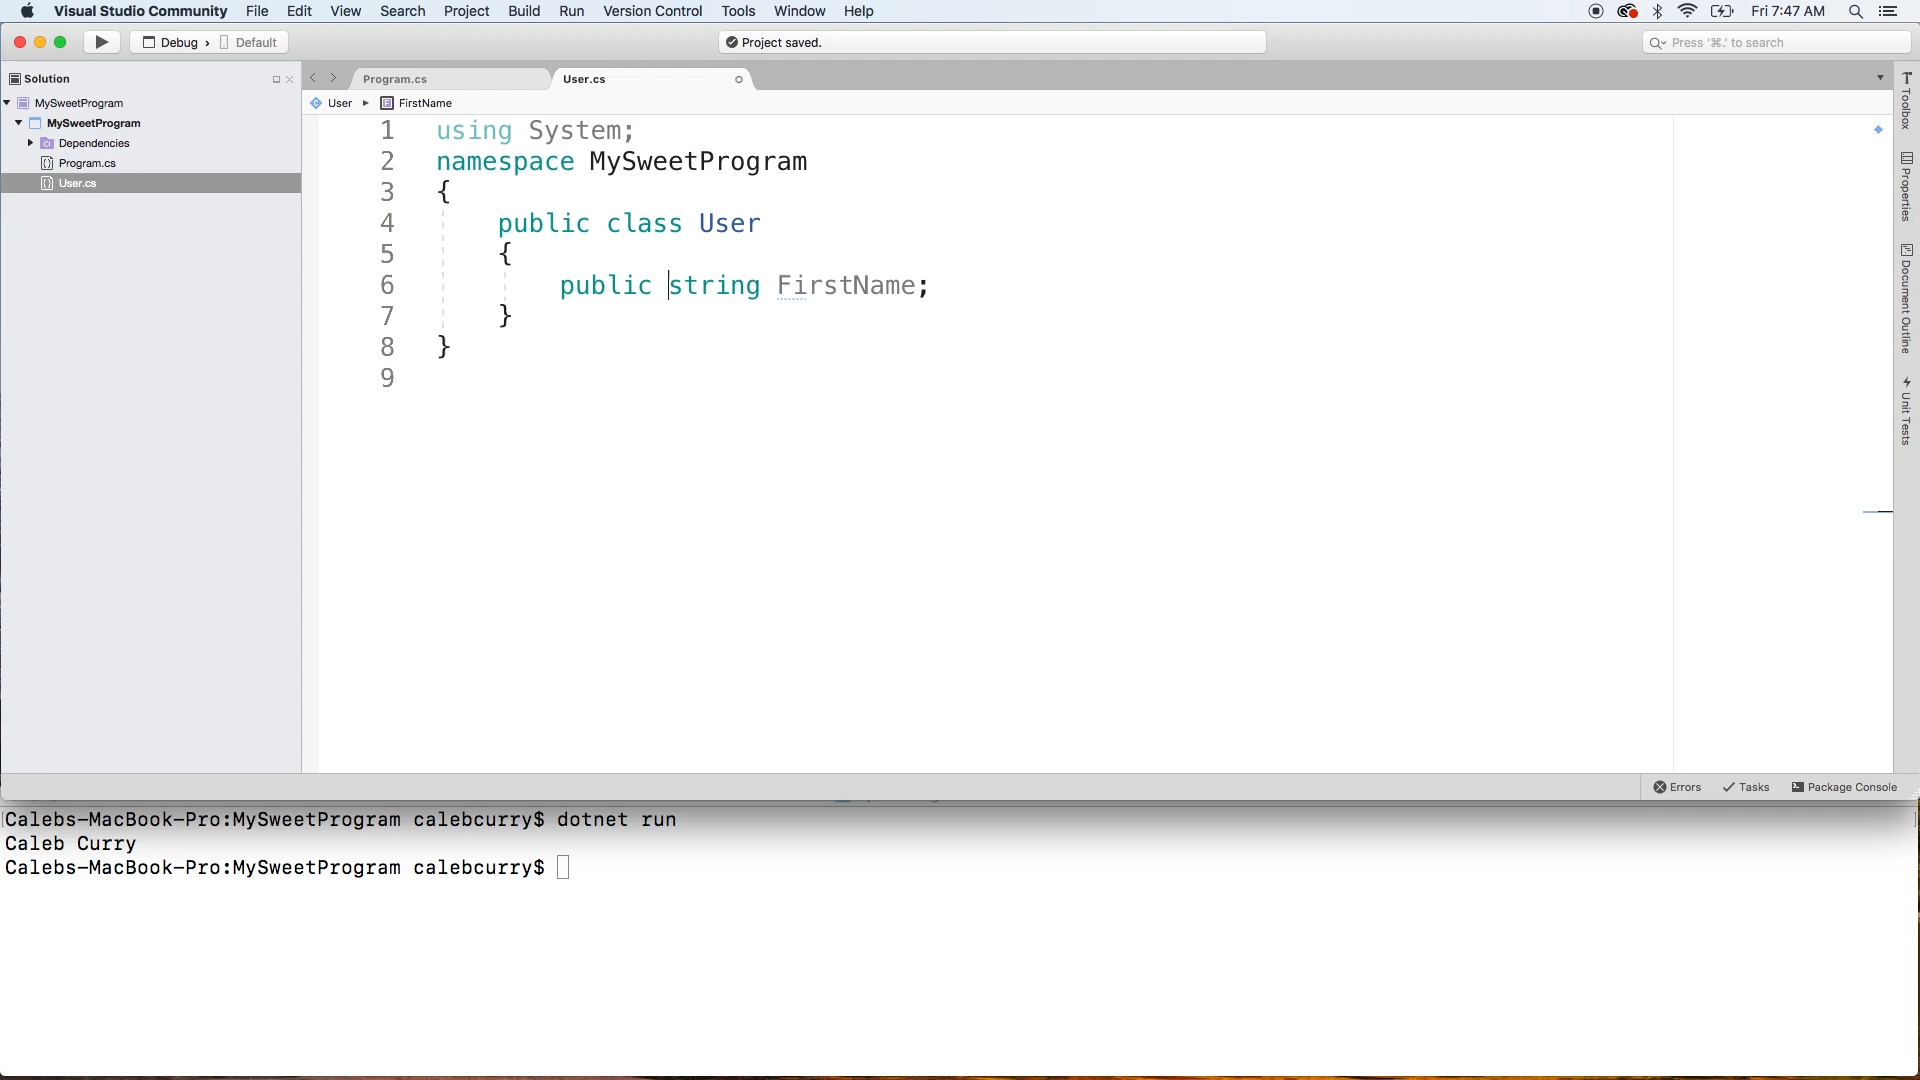 Visual Studio Community File Edit View Search Project Build Run Version Control Tools Window Help Fri 7:47 AM
Debug › Default
Project saved.
Press '⌘.' to search
Solution
MySweetProgram
MySweetProgram
Dependencies
Program.cs
User.cs
Program.cs User.cs
User FirstName
1 using System;
2 namespace MySweetProgram
3 {
4 public class User
5 {
6 public string FirstName;
7 }
8 }
9
Toolbox
Properties
Document Outline
Unit Tests
Errors Tasks Package Console
Calebs-MacBook-Pro:MySweetProgram calebcurry$ dotnet run
Caleb Curry
Calebs-MacBook-Pro:MySweetProgram calebcurry$